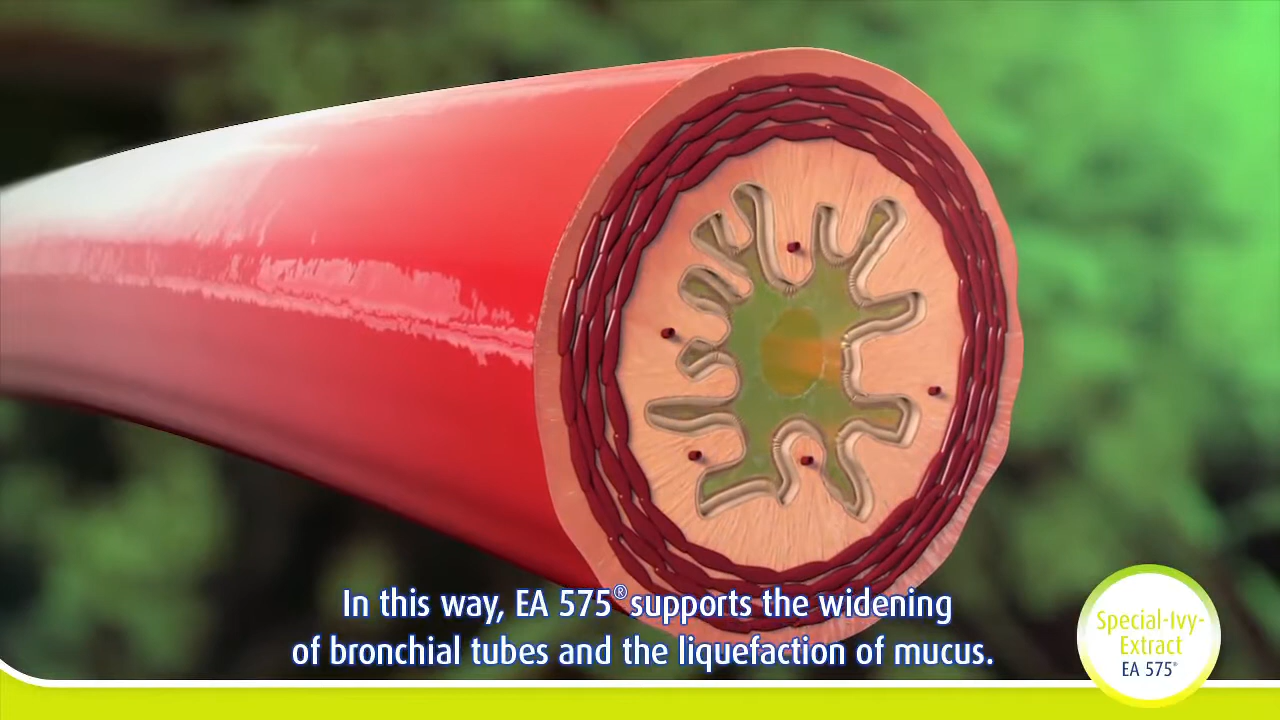 In this way, EA 575® supports the widening
of bronchial tubes and the liquefaction of mucus.
Special-Ivy-
Extract
EA 575®